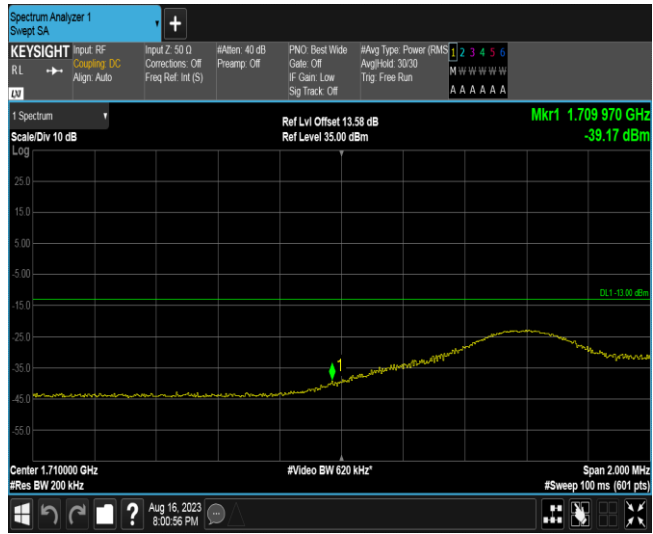 Spectrum Analyzer 1
Swept SA
+
KEYSIGHT Input: RF Input Z: 50 Ω #Atten: 40 dB PNO: Best Wide #Avg Type: Power (RMS 1 2 3 4 5 6
RL Coupling: DC Corrections: Off Preamp: Off Gate: Off Avg|Hold: 30/30 M W W W W W
Align: Auto Freq Ref: Int (S) IF Gain: Low Trig: Free Run
LXI Sig Track: Off A A A A A A
1 Spectrum Ref Lvl Offset 13.58 dB Mkr1 1.709 970 GHz
Scale/Div 10 dB Ref Level 35.00 dBm -39.17 dBm
Log
25.0
15.0
5.00
-5.00
DL1 -13.00 dBm
-15.0
-25.0
-35.0
1
-45.0
-55.0
Center 1.710000 GHz #Video BW 620 kHz* Span 2.000 MHz
#Res BW 200 kHz #Sweep 100 ms (601 pts)
? Aug 16, 2023
8:00:56 PM